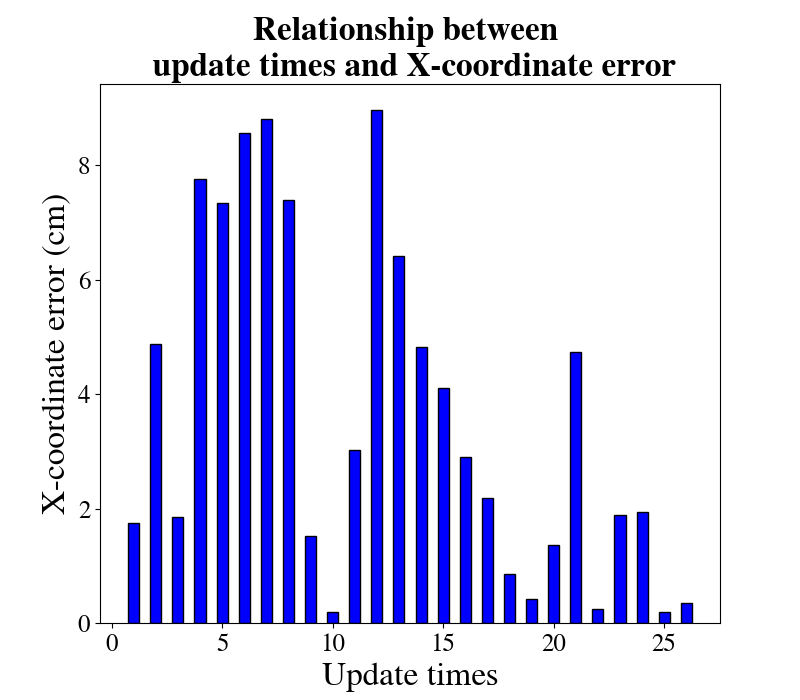 Relationship between
update times and X-coordinate error
X-coordinate error (cm)
8
6
4
2
0
0 5 10 15 20 25
Update times